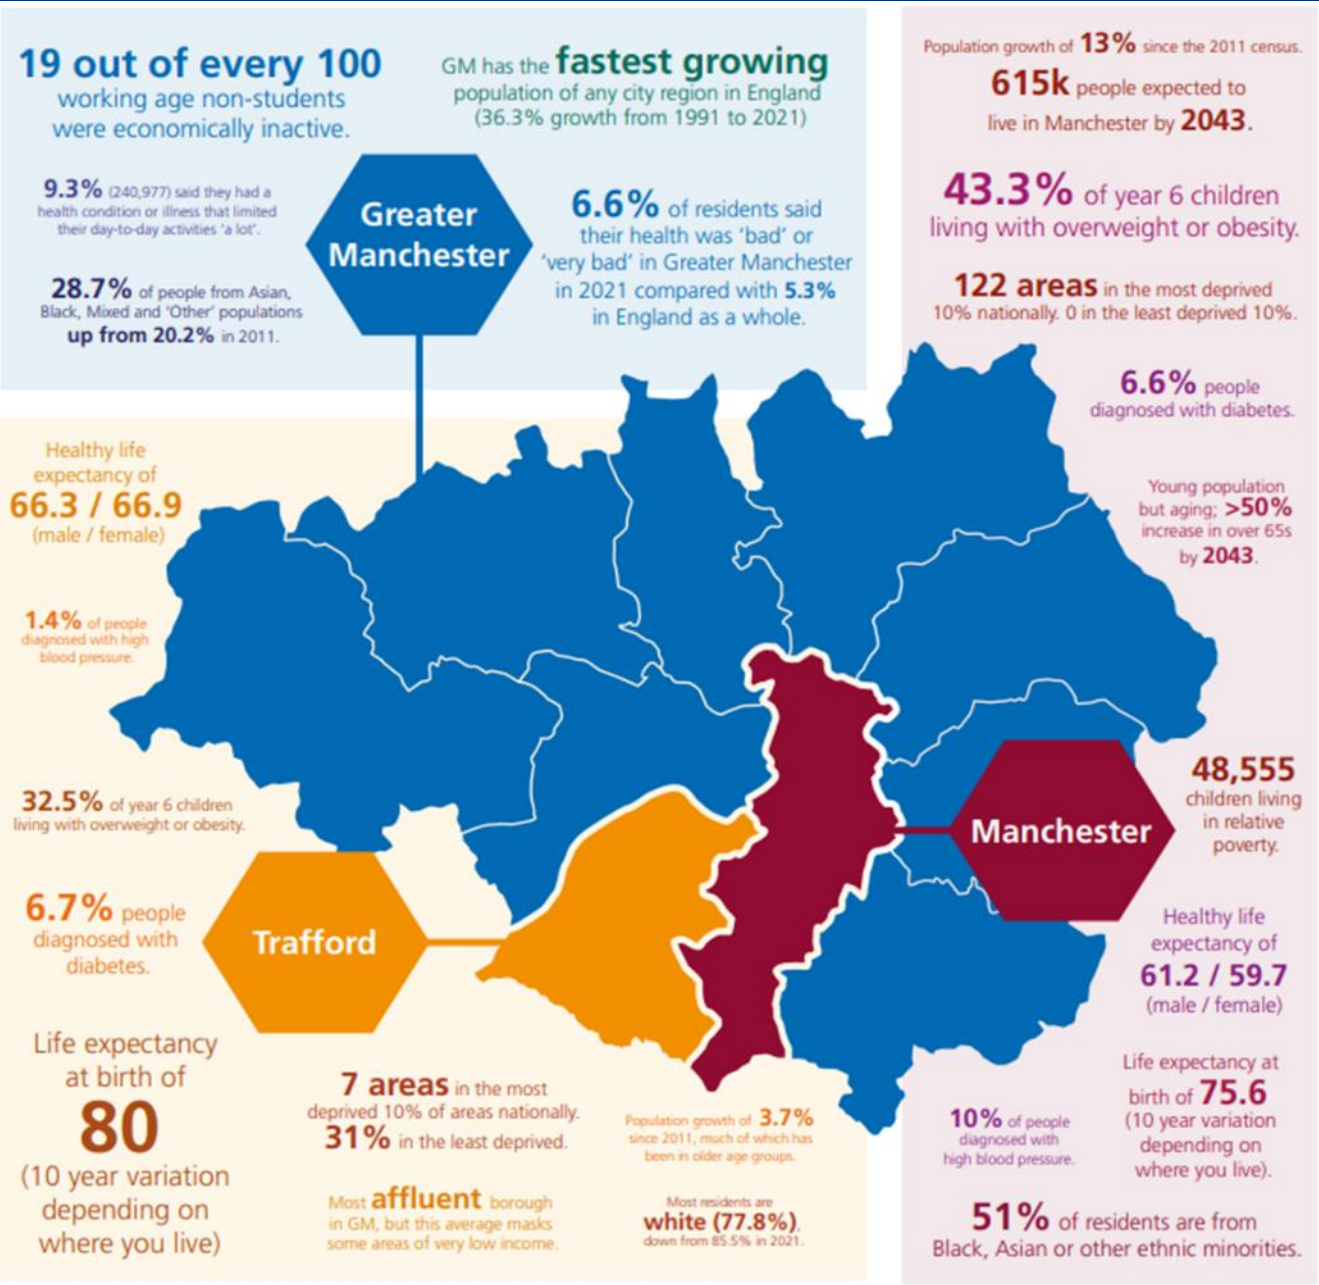 19 out of every 100
working age non-students
were economically inactive.
GM has the fastest growing
population of any city region in England
(36.3% growth from 1991 to 2021)
9.3% (240,977) said they had a
health condition or illness that limited
their day-to-day activities 'a lot'.
28.7% of people from Asian,
Black, Mixed and 'Other' populations
up from 20.2% in 2011.
Greater
Manchester
6.6% of residents said
their health was 'bad' or
'very bad' in Greater Manchester
in 2021 compared with 5.3%
in England as a whole.
Population growth of 13% since the 2011 census.
615k people expected to
live in Manchester by 2043.
43.3% of year 6 children
living with overweight or obesity.
122 areas in the most deprived
10% nationally. 0 in the least deprived 10%.
6.6% people
diagnosed with diabetes.
Young population
but aging; >50%
increase in over 65s
by 2043.
48,555
children living
in relative
poverty.
Manchester
Healthy life
expectancy of
61.2 / 59.7
(male / female)
Life expectancy at
birth of 75.6
(10 year variation
depending on
where you live).
10% of people
diagnosed with
high blood pressure.
51% of residents are from
Black, Asian or other ethnic minorities.
Healthy life
expectancy of
66.3 / 66.9
(male / female)
1.4% of people
diagnosed with high
blood pressure.
32.5% of year 6 children
living with overweight or obesity.
Trafford
6.7% people
diagnosed with
diabetes.
Life expectancy
at birth of
80
(10 year variation
depending on
where you live)
7 areas in the most
deprived 10% of areas nationally.
31% in the least deprived.
Most affluent borough
in GM, but this average masks
some areas of very low income.
Population growth of 3.7%
since 2011, much of which has
been in older age groups.
Most residents are
white (77.8%),
down from 85.5% in 2021.